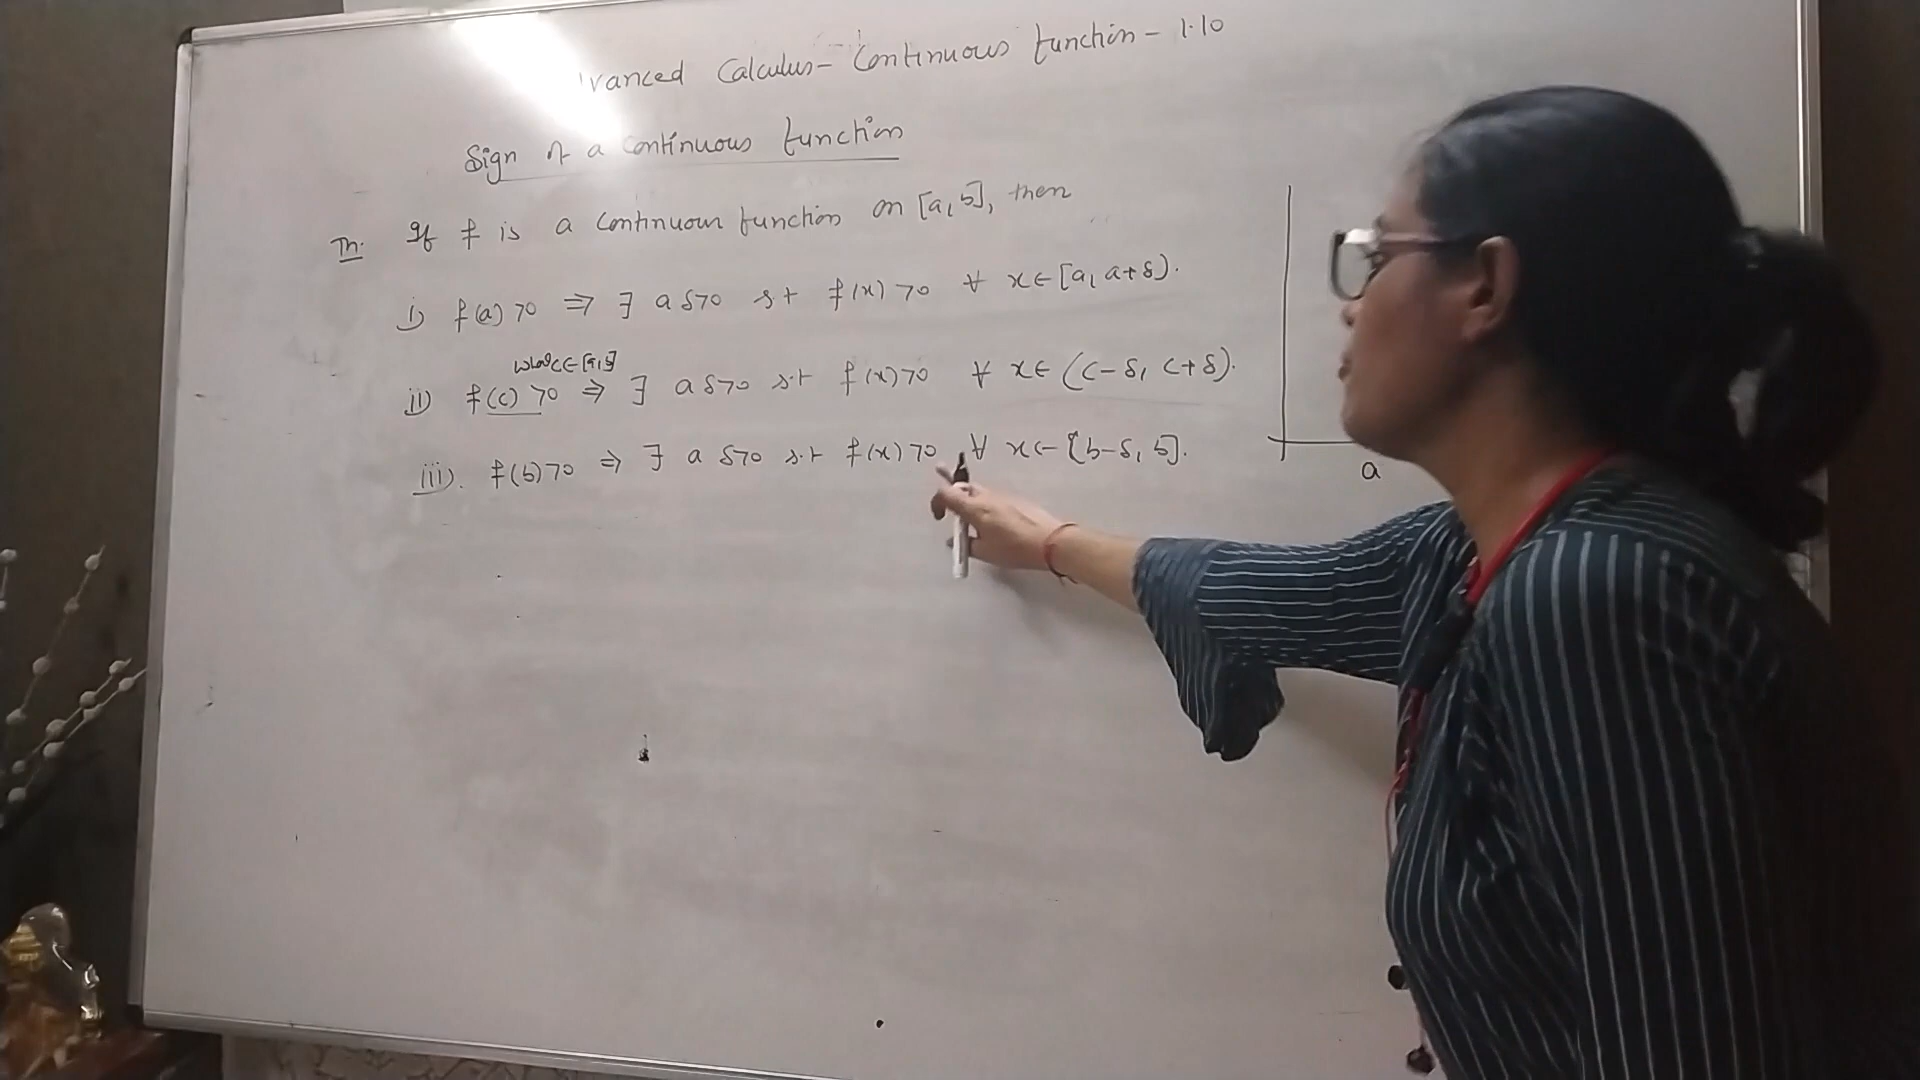 vanced Calculus - Continuous function - 1.10
Sign of a continuous function
Th. If f is a continuous function on [a, b], then
i) f(a) >0 ⇒ ∃ a δ>0 s.t f(x) >0 ∀ x∈[a, a+δ).
where c∈[a,b]
ii) f(c) >0 ⇒ ∃ a δ>0 s.t f(x)>0 ∀ x∈ (c-δ, c+δ).
iii). f(b)>0 ⇒ ∃ a δ>0 s.t f(x)>0 ∀ x∈ [b-δ, b].
a